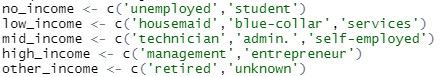 no_income <- c('unemployed','student')
low_income <- c('housemaid','blue-collar','services')
mid_income <- c('technician','admin.','self-employed')
high_income <- c('management','entrepreneur')
other_income <- c('retired','unknown')